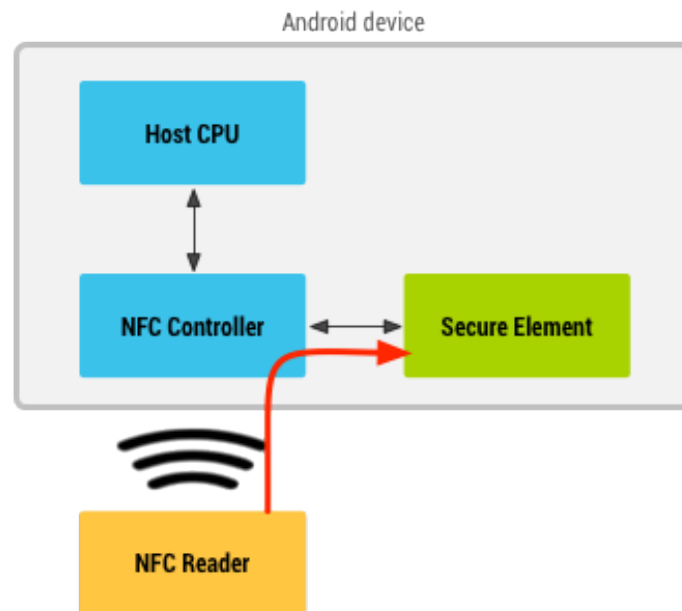 Android device
Host CPU
NFC Controller
Secure Element
NFC Reader